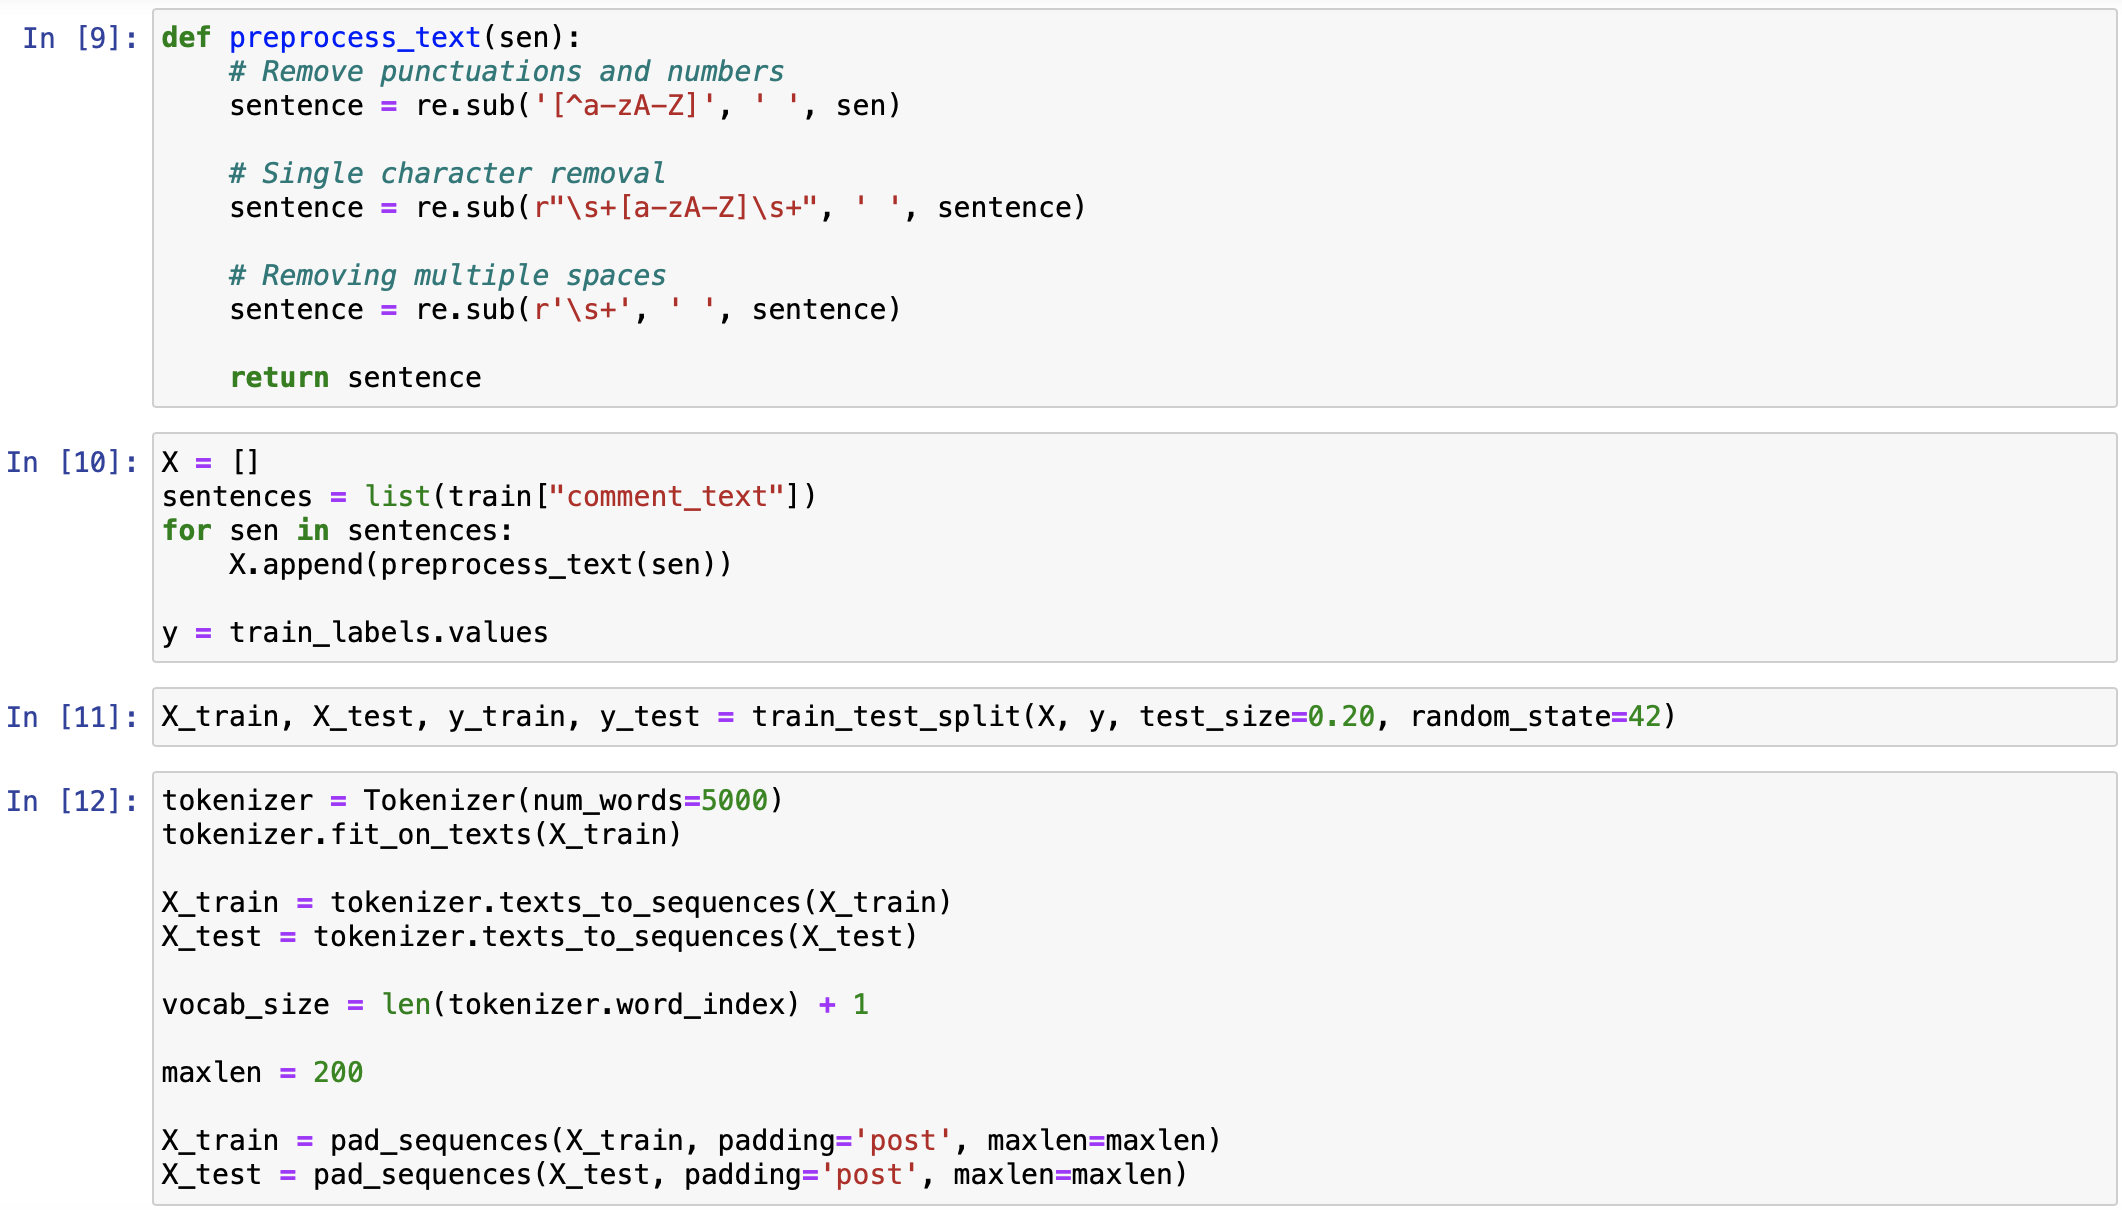 In [9]: def preprocess_text(sen):
    # Remove punctuations and numbers
    sentence = re.sub('[^a-zA-Z]', ' ', sen)
    # Single character removal
    sentence = re.sub(r"\s+[a-zA-Z]\s+", ' ', sentence)
    # Removing multiple spaces
    sentence = re.sub(r'\s+', ' ', sentence)
    return sentence
In [10]: X = []
sentences = list(train["comment_text"])
for sen in sentences:
    X.append(preprocess_text(sen))
y = train_labels.values
In [11]: X_train, X_test, y_train, y_test = train_test_split(X, y, test_size=0.20, random_state=42)
In [12]: tokenizer = Tokenizer(num_words=5000)
tokenizer.fit_on_texts(X_train)
X_train = tokenizer.texts_to_sequences(X_train)
X_test = tokenizer.texts_to_sequences(X_test)
vocab_size = len(tokenizer.word_index) + 1
maxlen = 200
X_train = pad_sequences(X_train, padding='post', maxlen=maxlen)
X_test = pad_sequences(X_test, padding='post', maxlen=maxlen)